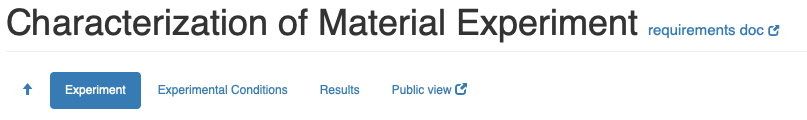 Characterization of Material Experiment requirements doc
Experiment Experimental Conditions Results Public view